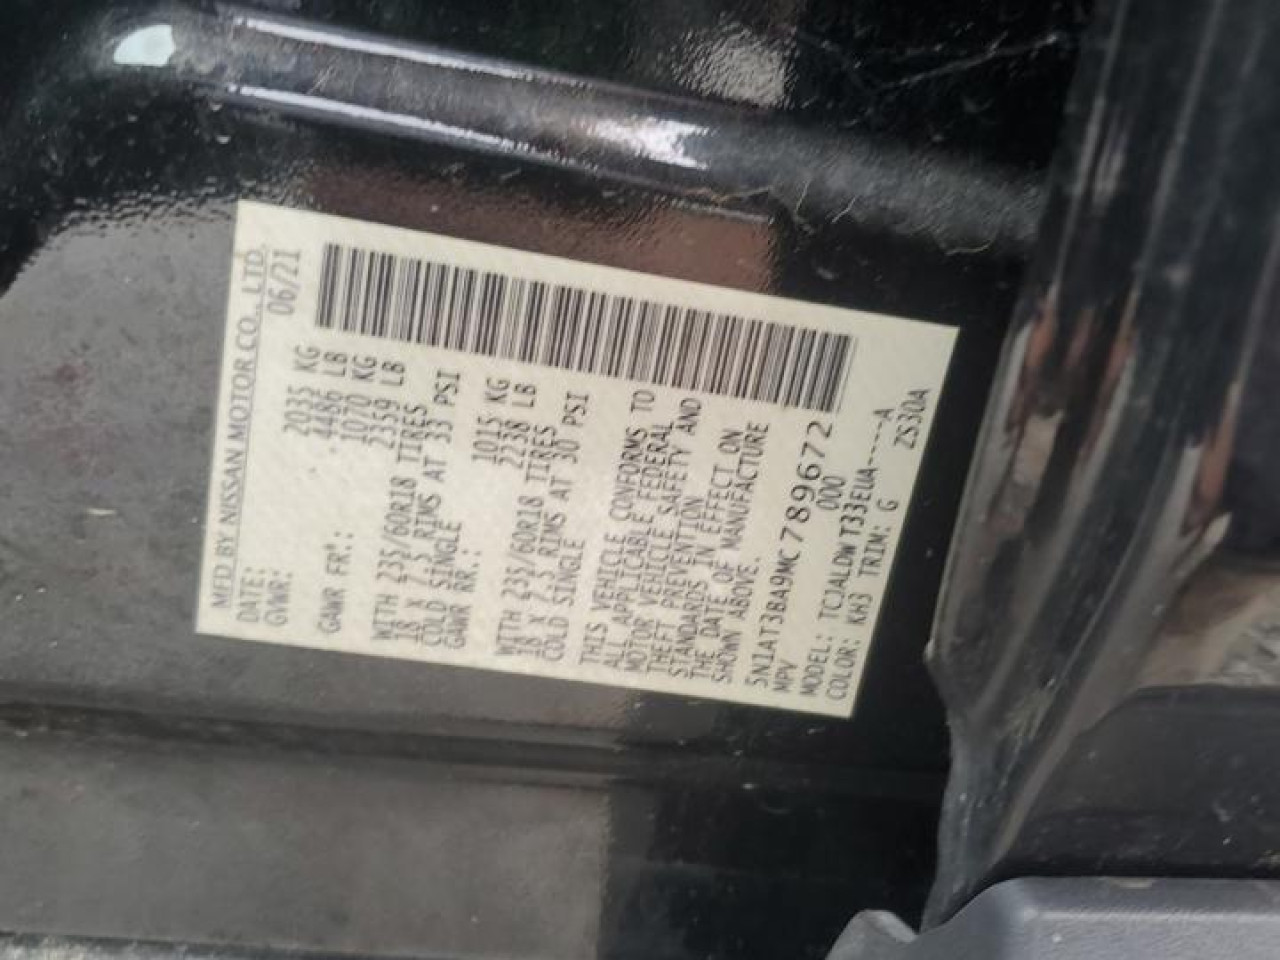 MFD BY NISSAN MOTOR CO., LTD.
DATE: 06/21
GVWR: 2035 KG
4486 LB
GAWR FR.: 1070 KG
2359 LB
WITH 235/60R18 TIRES
18 X 7.5 RIMS AT 33 PSI
COLD SINGLE
GAWR RR.: 1015 KG
2238 LB
WITH 235/60R18 TIRES
18 X 7.5 RIMS AT 30 PSI
COLD SINGLE
THIS VEHICLE CONFORMS TO
ALL APPLICABLE FEDERAL
MOTOR VEHICLE SAFETY AND
THEFT PREVENTION
STANDARDS IN EFFECT ON
THE DATE OF MANUFACTURE
SHOWN ABOVE.
5N1AT3BA9MC789672
MPV 000
MODEL: TCJALDW T33EUA----A
COLOR: KH3 TRIM: G ZS30A